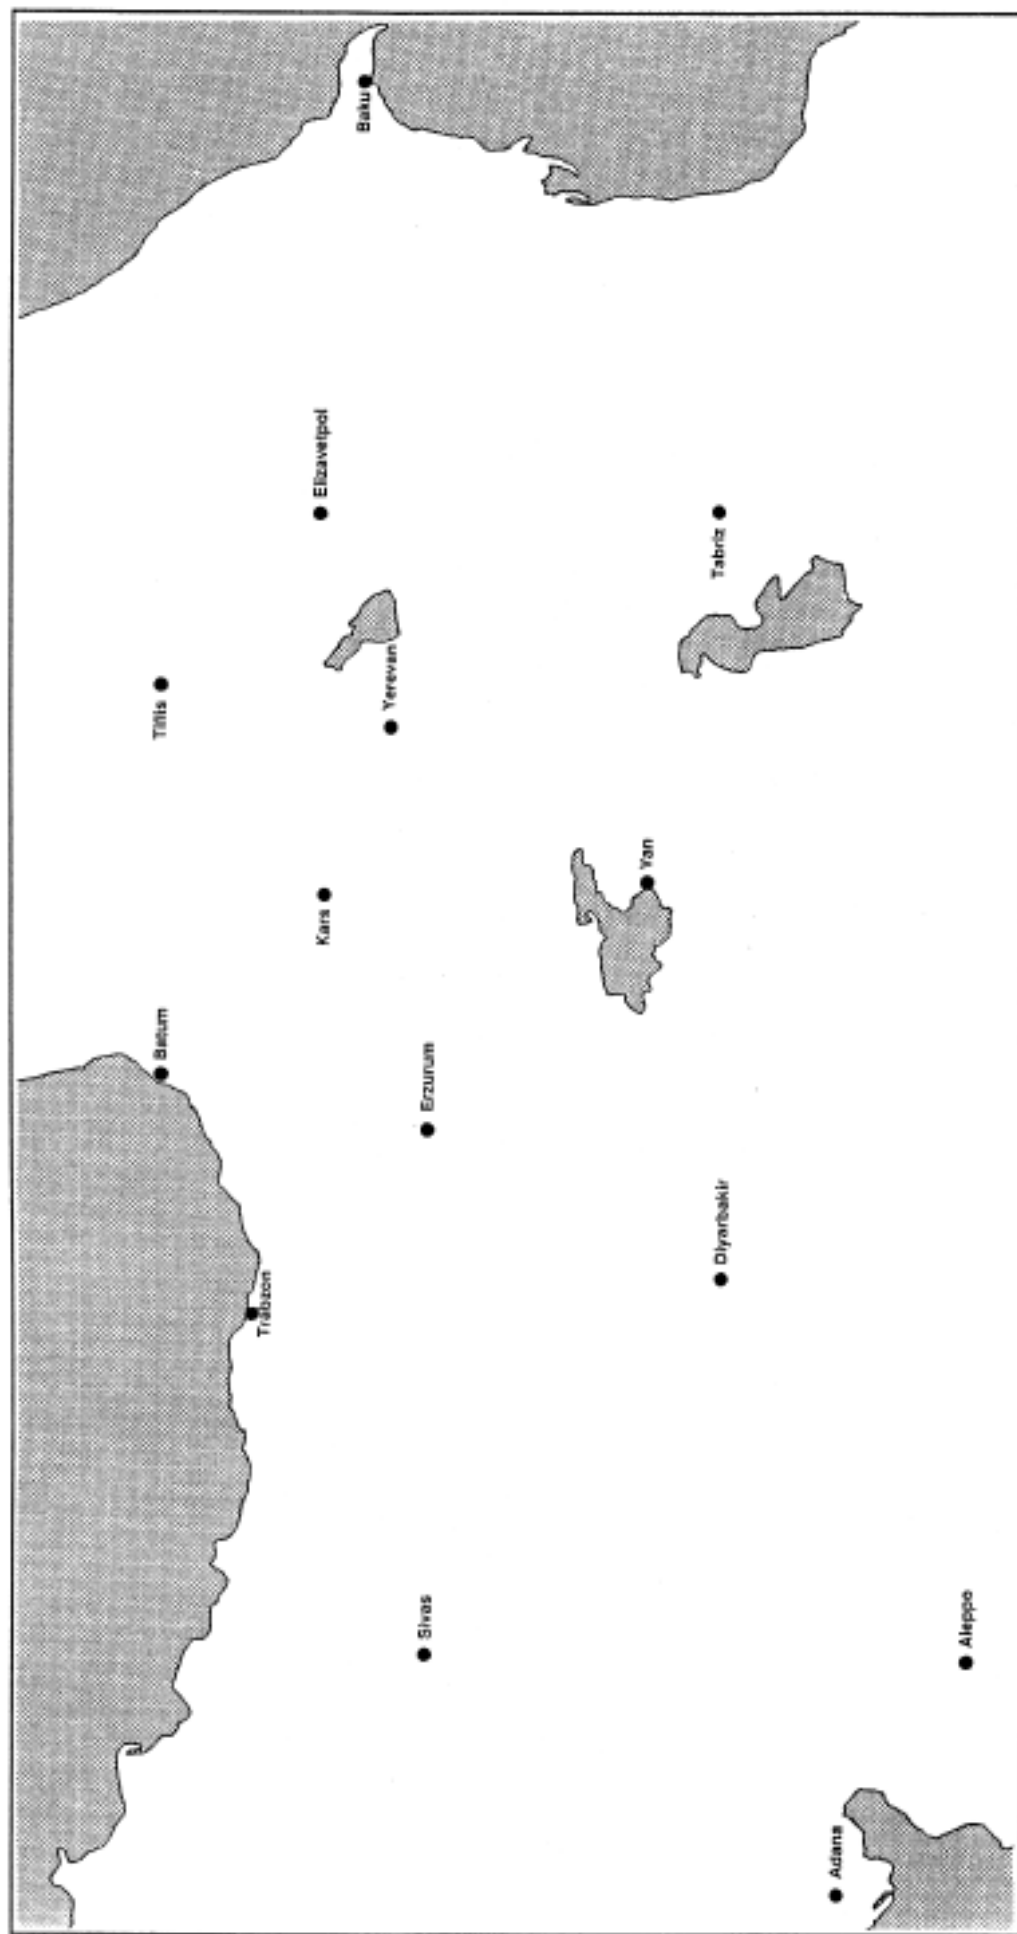 Batum
Tiflis
Trabzon
Kars
Elizavetpol
Baku
Yerevan
Sivas
Erzurum
Van
Diyarbakir
Tabriz
Adana
Aleppo